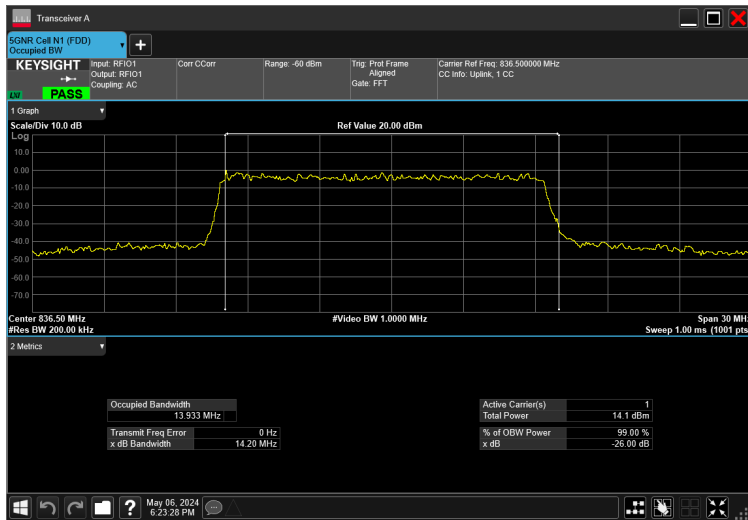 Transceiver A
5GNR Cell N1 (FDD)
Occupied BW
KEYSIGHT
LXI
PASS
Input: RFIO1
Output: RFIO1
Coupling: AC
Corr CCorr
Range: -60 dBm
Trig: Prot Frame
Aligned
Gate: FFT
Carrier Ref Freq: 836.500000 MHz
CC Info: Uplink, 1 CC
1 Graph
Scale/Div 10.0 dB
Ref Value 20.00 dBm
Log
10.0
0.00
-10.0
-20.0
-30.0
-40.0
-50.0
-60.0
-70.0
Center 836.50 MHz
#Video BW 1.0000 MHz
Span 30 MHz
#Res BW 200.00 kHz
Sweep 1.00 ms (1001 pts
2 Metrics
Occupied Bandwidth
13.933 MHz
Active Carrier(s) 1
Total Power 14.1 dBm
Transmit Freq Error 0 Hz
% of OBW Power 99.00 %
x dB Bandwidth 14.20 MHz
x dB -26.00 dB
?
May 06, 2024
6:23:28 PM